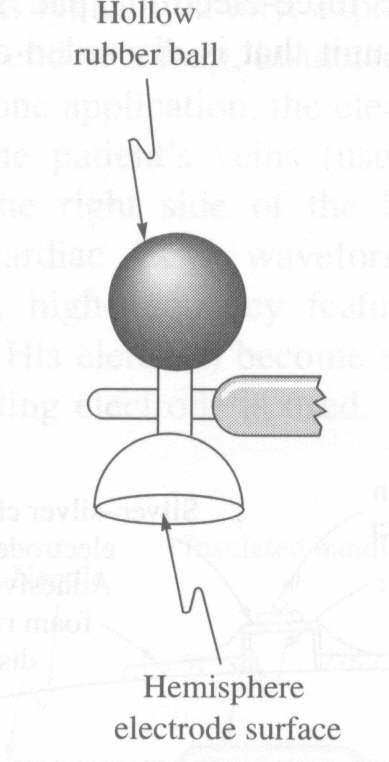 Hollow
rubber ball
Hemisphere
electrode surface